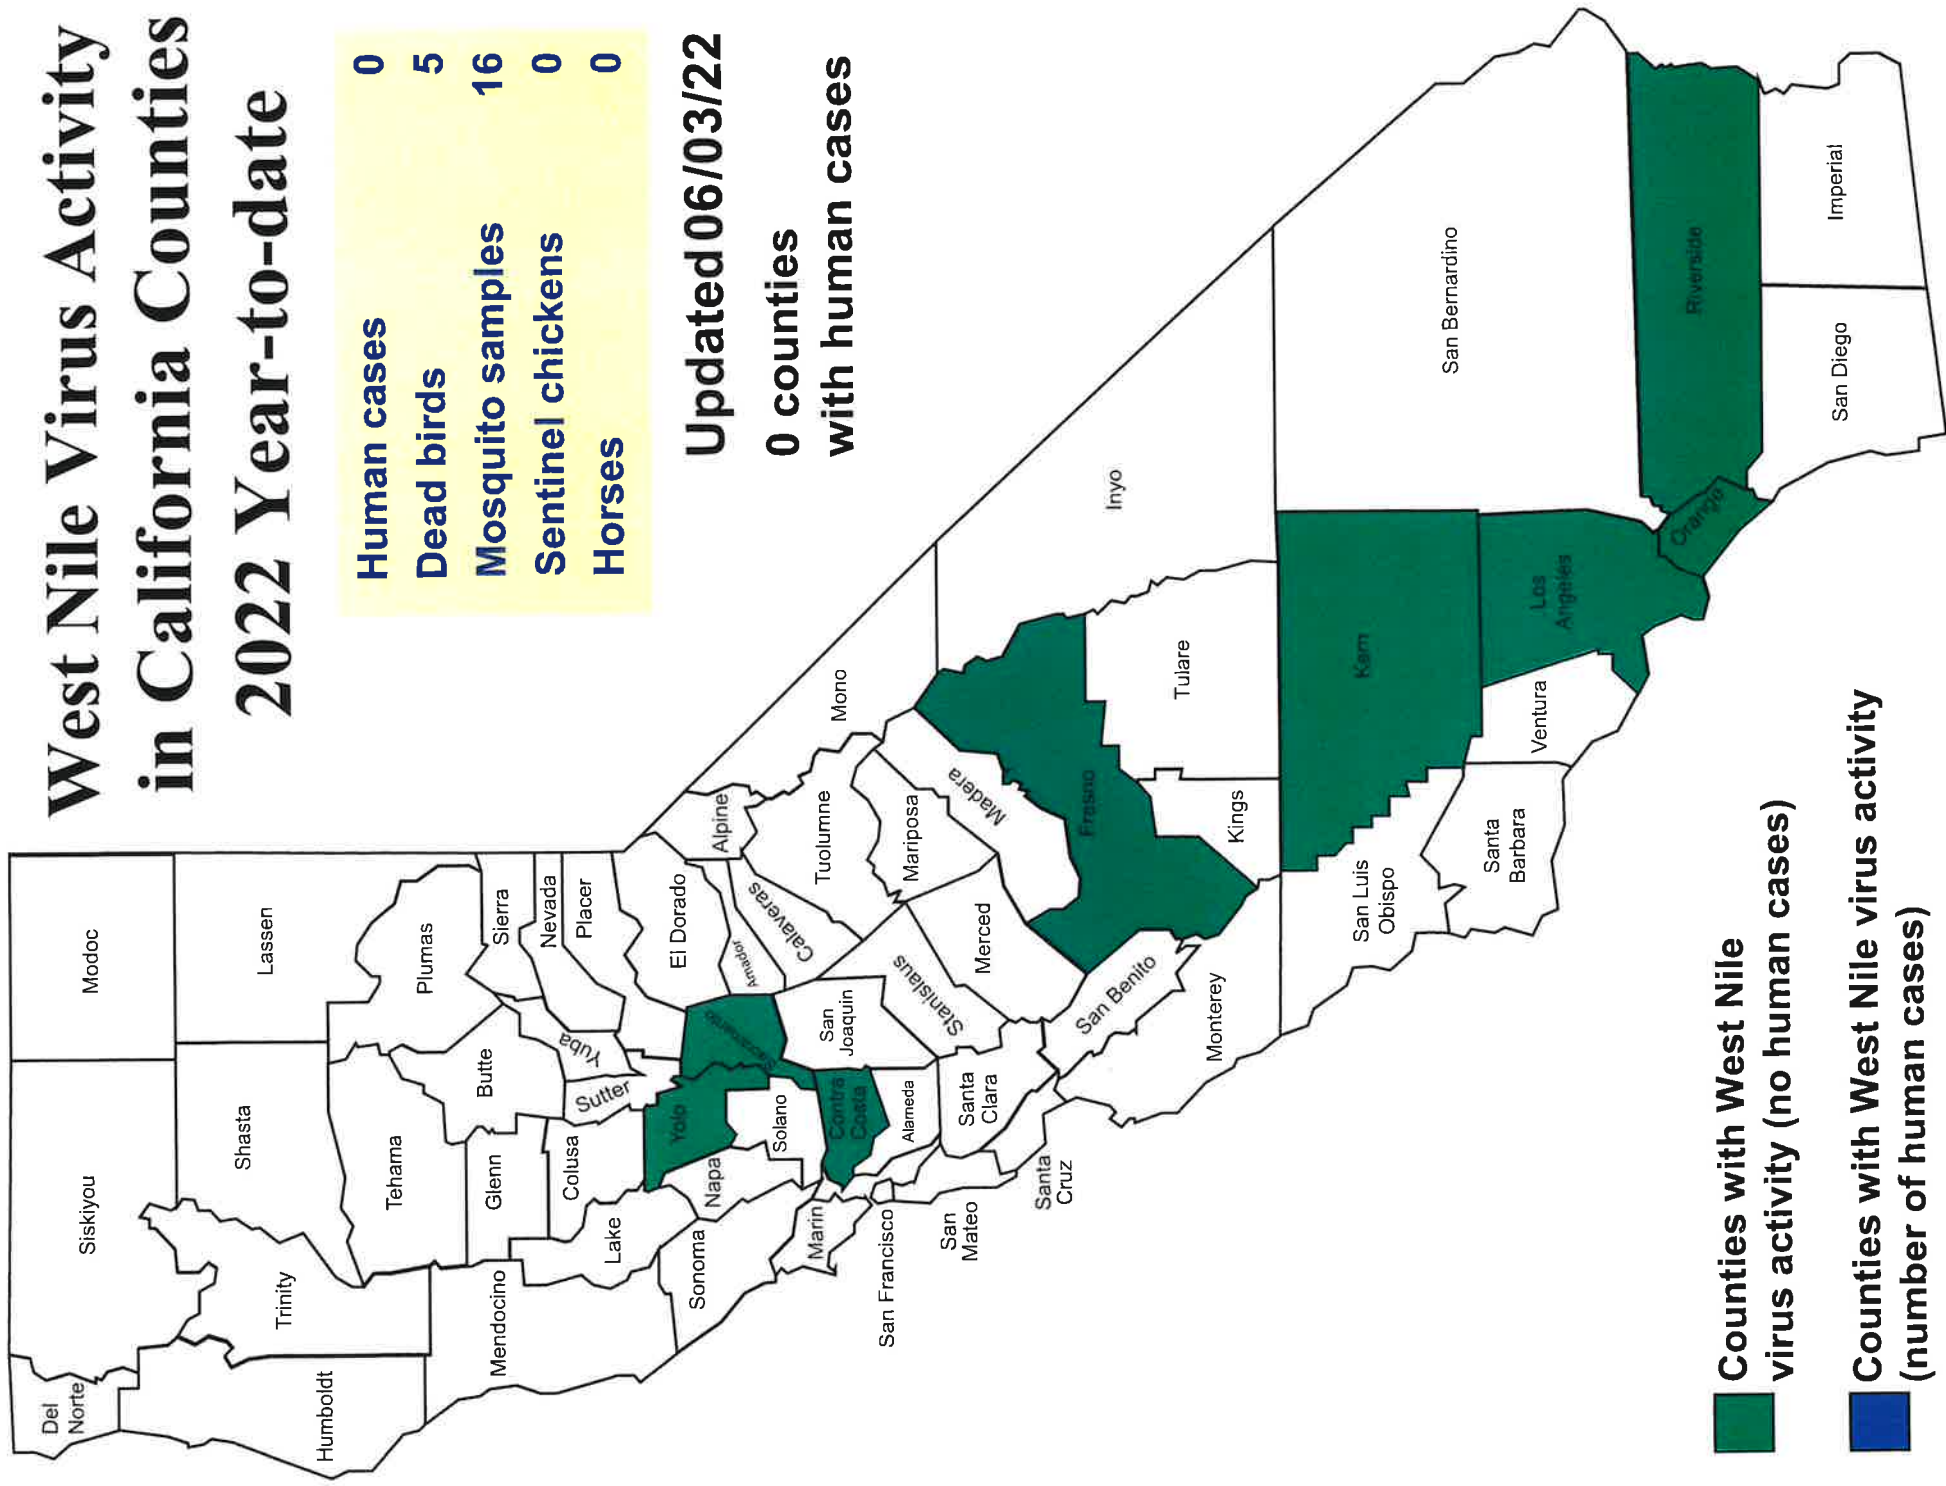 West Nile Virus Activity
in California Counties
2022 Year-to-date
Human cases 0
Dead birds 5
Mosquito samples 16
Sentinel chickens 0
Horses 0
Updated 06/03/22
0 counties
with human cases
Del
Norte
Siskiyou
Modoc
Humboldt
Trinity
Shasta
Lassen
Tehama
Plumas
Mendocino
Glenn
Butte
Sierra
Lake
Colusa
Sutter
Yuba
Nevada
Placer
Sonoma
Napa
Yolo
Sacramento
El Dorado
Alpine
Amador
Calaveras
Marin
Solano
Contra
Costa
San
Joaquin
Tuolumne
Mono
San Francisco
Alameda
Stanislaus
Mariposa
San
Mateo
Santa
Clara
Merced
Madera
Santa
Cruz
San Benito
Fresno
Inyo
Monterey
Kings
Tulare
San Luis
Obispo
Kern
San Bernardino
Santa
Barbara
Ventura
Los
Angeles
Orange
Riverside
San Diego
Imperial
Counties with West Nile
virus activity (no human cases)
Counties with West Nile virus activity
(number of human cases)